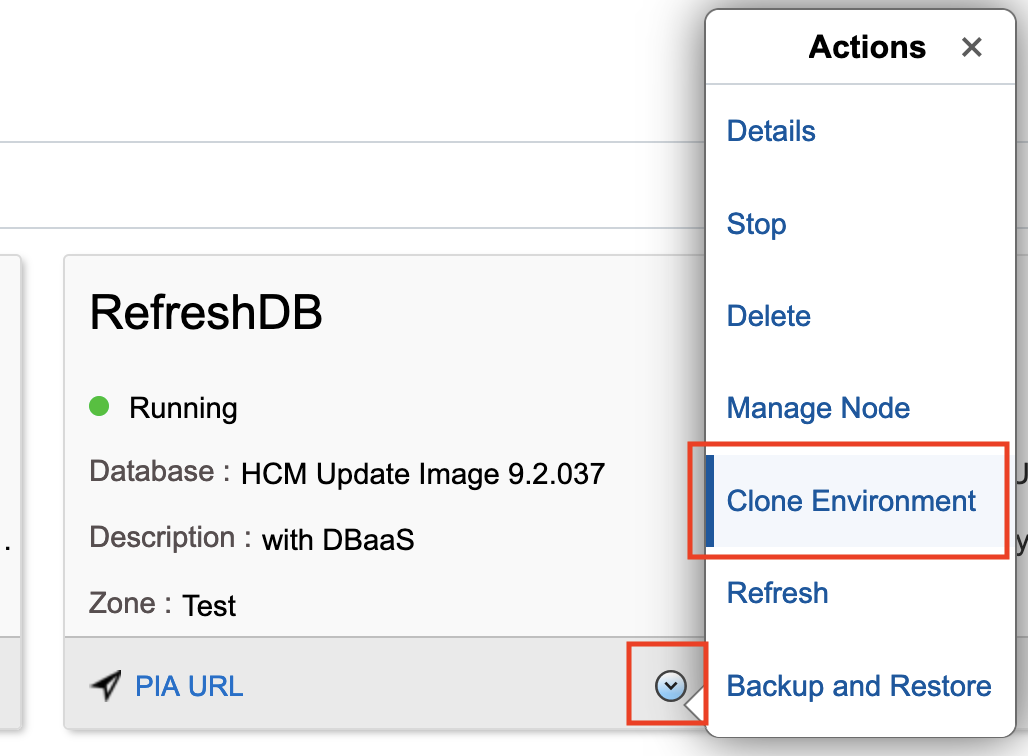 Actions
Details
Stop
Delete
Manage Node
Clone Environment
Refresh
Backup and Restore
RefreshDB
Running
Database : HCM Update Image 9.2.037
Description : with DBaaS
Zone : Test
PIA URL